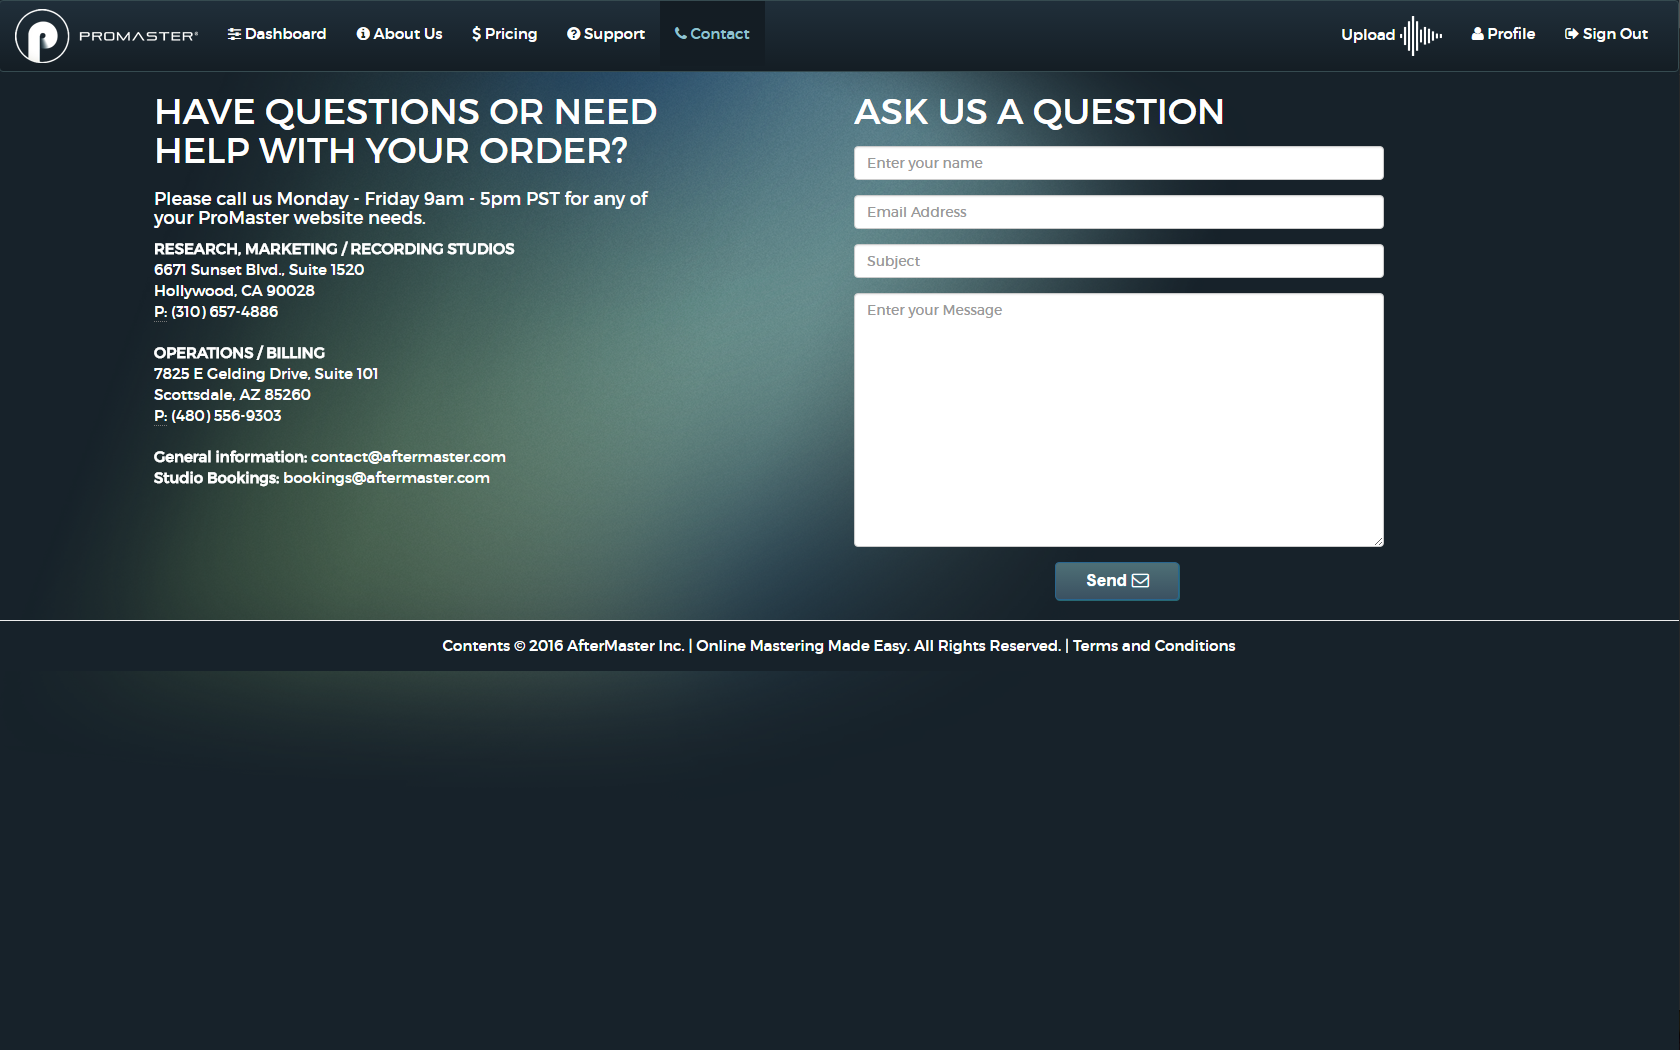 PROMASTER®
Dashboard
About Us
Pricing
Support
Contact
Upload
Profile
Sign Out
HAVE QUESTIONS OR NEED
HELP WITH YOUR ORDER?
Please call us Monday - Friday 9am - 5pm PST for any of
your ProMaster website needs.
RESEARCH, MARKETING / RECORDING STUDIOS
6671 Sunset Blvd., Suite 1520
Hollywood, CA 90028
P: (310) 657-4886
OPERATIONS / BILLING
7825 E Gelding Drive, Suite 101
Scottsdale, AZ 85260
P: (480) 556-9303
General information: contact@aftermaster.com
Studio Bookings: bookings@aftermaster.com
ASK US A QUESTION
Enter your name
Email Address
Subject
Enter your Message
Send
Contents © 2016 AfterMaster Inc. | Online Mastering Made Easy. All Rights Reserved. | Terms and Conditions